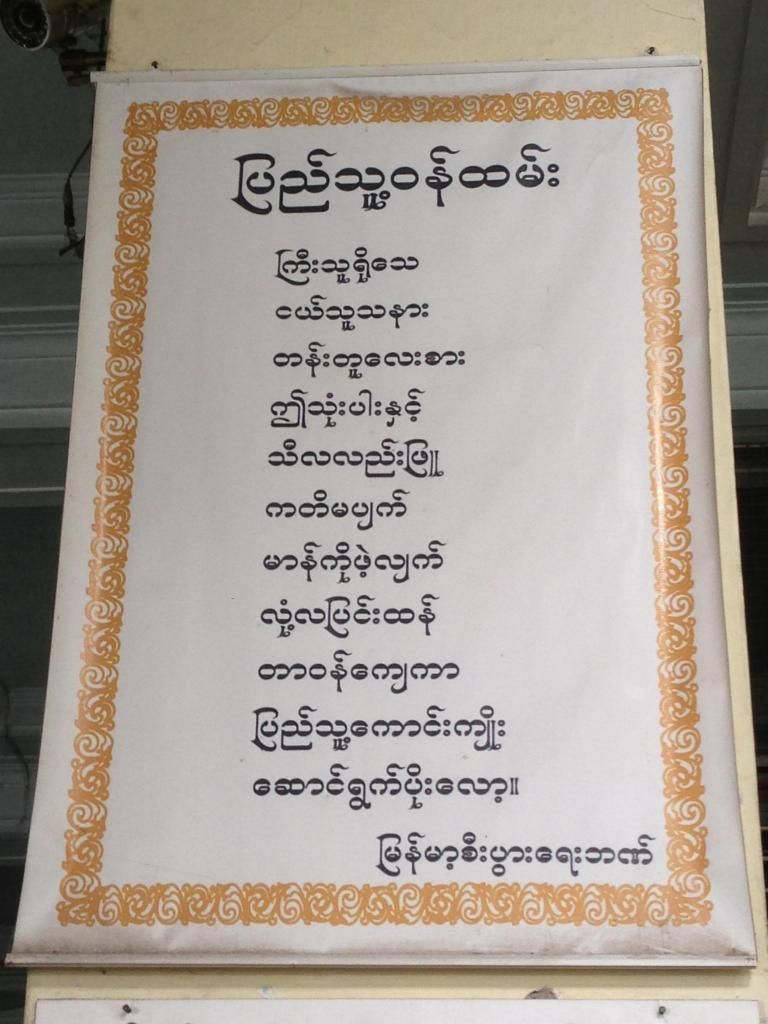 ပြည်သူ့ဝန်ထမ်း
ကြီးသူရိုသေ
ငယ်သူသနား
တန်းတူလေးစား
ဤသုံးပါးနှင့်
သီလလည်းဖြူ
ကတိမပျက်
မာန်ကိုဖဲ့လျက်
လုံ့လပြင်းထန်
တာဝန်ကျေကာ
ပြည်သူ့ကောင်းကျိုး
ဆောင်ရွက်ပိုးလော့။
မြန်မာ့စီးပွားရေးဘဏ်